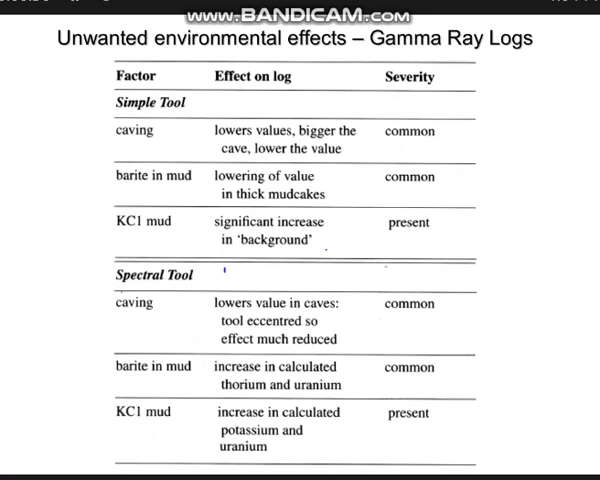 www.BANDICAM.com
Unwanted environmental effects – Gamma Ray Logs
Factor Effect on log Severity
Simple Tool
caving lowers values, bigger the common
cave, lower the value
barite in mud lowering of value common
in thick mudcakes
KC1 mud significant increase present
in ‘background’
Spectral Tool
caving lowers value in caves: common
tool eccentred so
effect much reduced
barite in mud increase in calculated common
thorium and uranium
KC1 mud increase in calculated present
potassium and
uranium